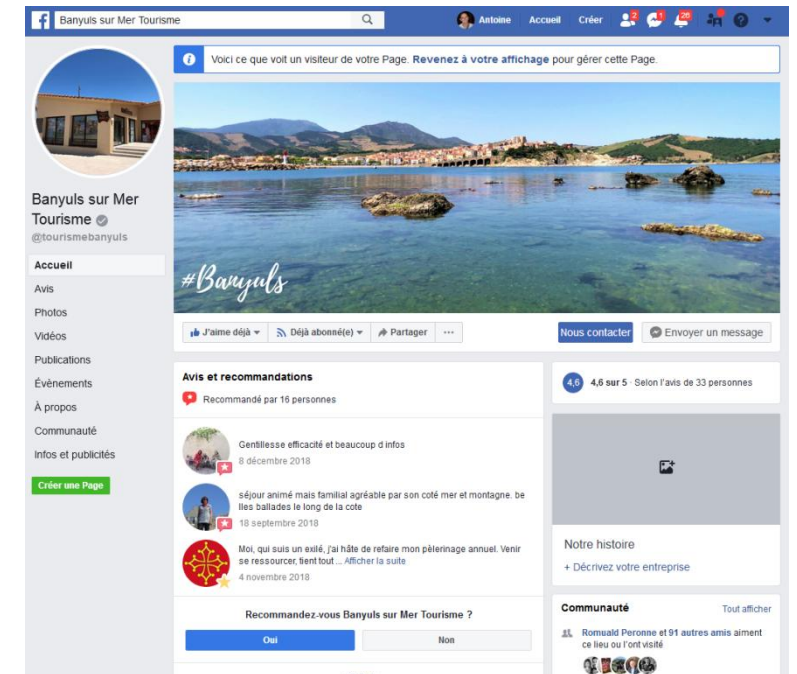 Banyuls sur Mer Tourisme
Antoine
Accueil
Créer
2
1
26
Voici ce que voit un visiteur de votre Page. Revenez à votre affichage pour gérer cette Page.
#Banyuls
Banyuls sur Mer
Tourisme
@tourismebanyuls
Accueil
Avis
Photos
Vidéos
Publications
Évènements
À propos
Communauté
Infos et publicités
Créer une Page
J'aime déjà
Déjà abonné(e)
Partager
Nous contacter
Envoyer un message
Avis et recommandations
Recommandé par 16 personnes
Gentillesse efficacité et beaucoup d infos
8 décembre 2018
séjour animé mais familial agréable par son coté mer et montagne. be
lles ballades le long de la cote
18 septembre 2018
Moi, qui suis un exilé, j'ai hâte de refaire mon pèlerinage annuel. Venir
se ressourcer, tient tout ... Afficher la suite
4 novembre 2018
Recommandez-vous Banyuls sur Mer Tourisme ?
Oui
Non
4,6
4,6 sur 5 · Selon l'avis de 33 personnes
Notre histoire
+ Décrivez votre entreprise
Communauté
Tout afficher
Romuald Peronne et 91 autres amis aiment
ce lieu ou l'ont visité